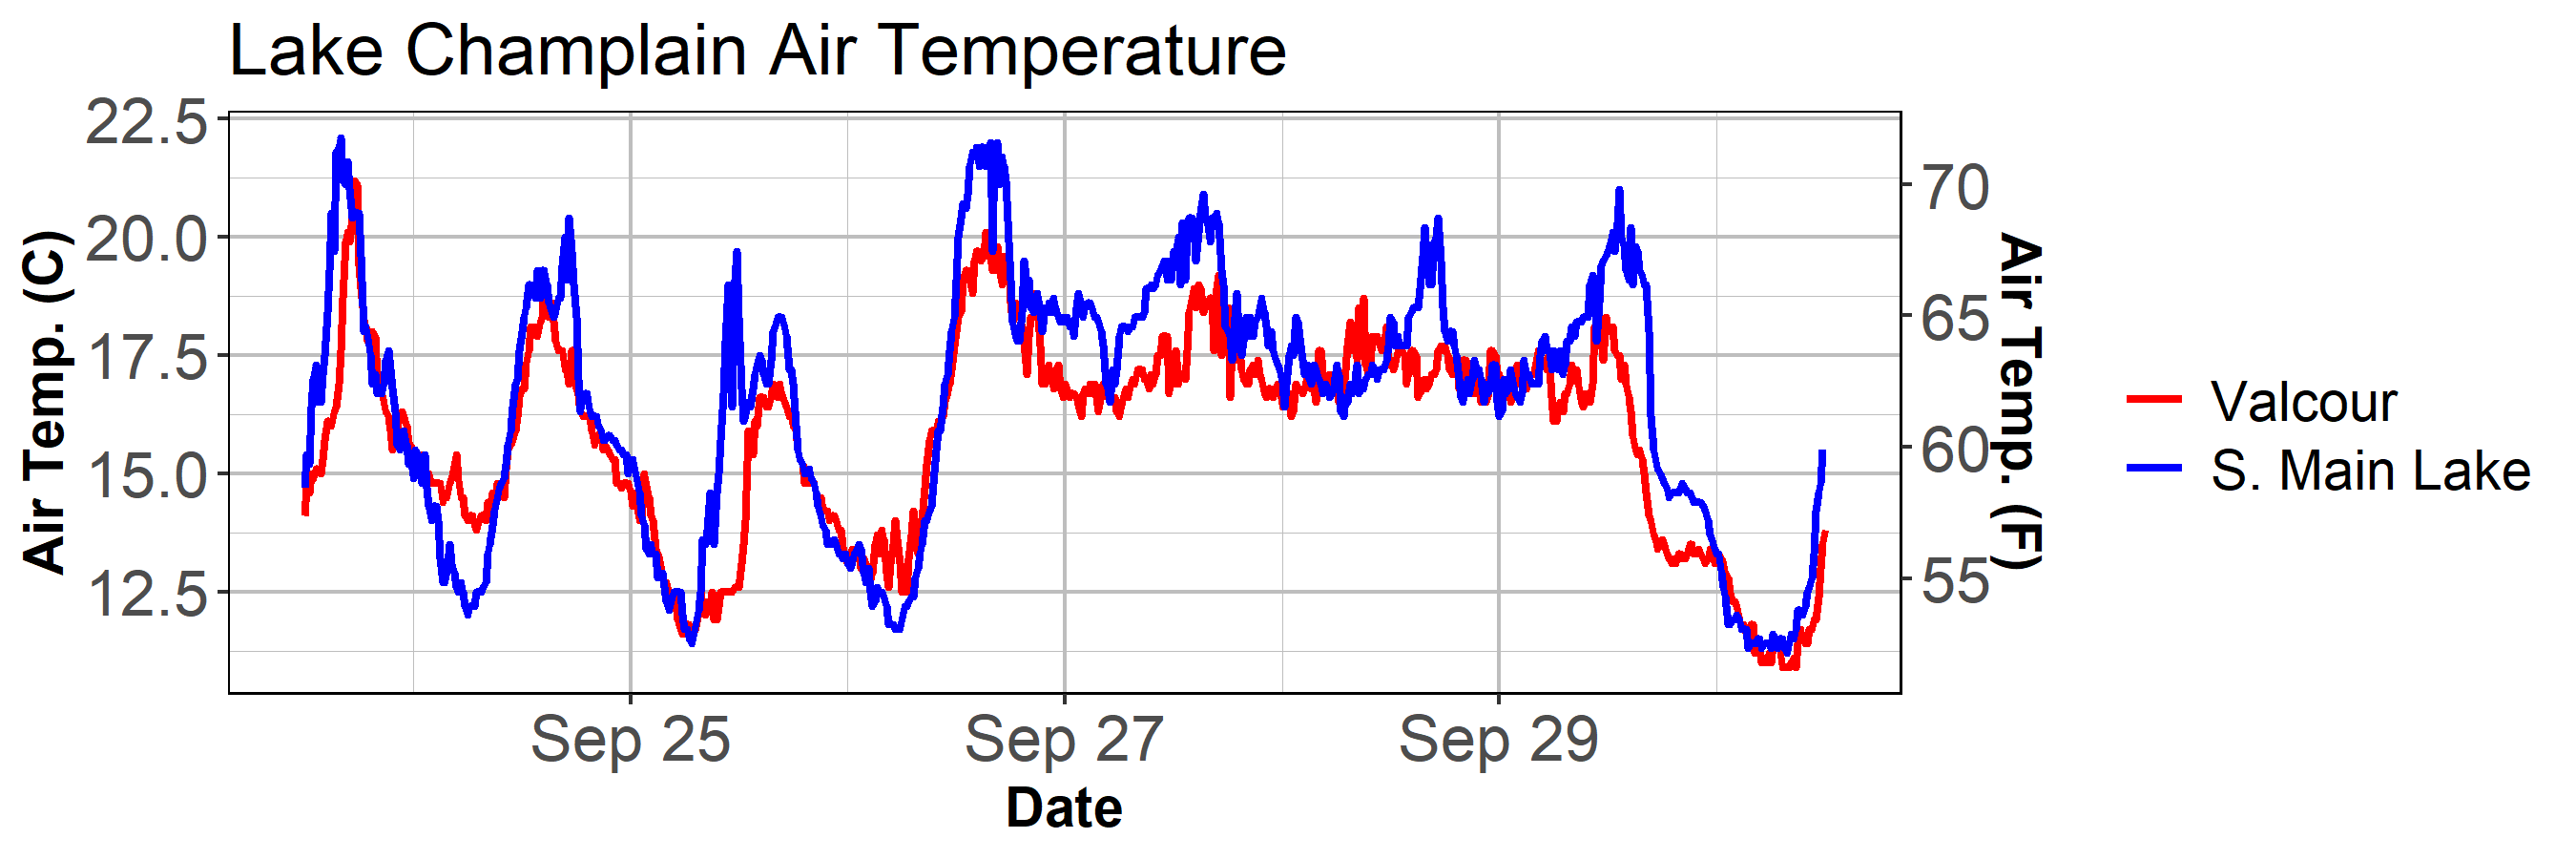 Lake Champlain Air Temperature
22.5
20.0
17.5
15.0
12.5
Air Temp. (C)
70
65
60
55
Air Temp. (F)
Sep 25
Sep 27
Sep 29
Date
Valcour
S. Main Lake